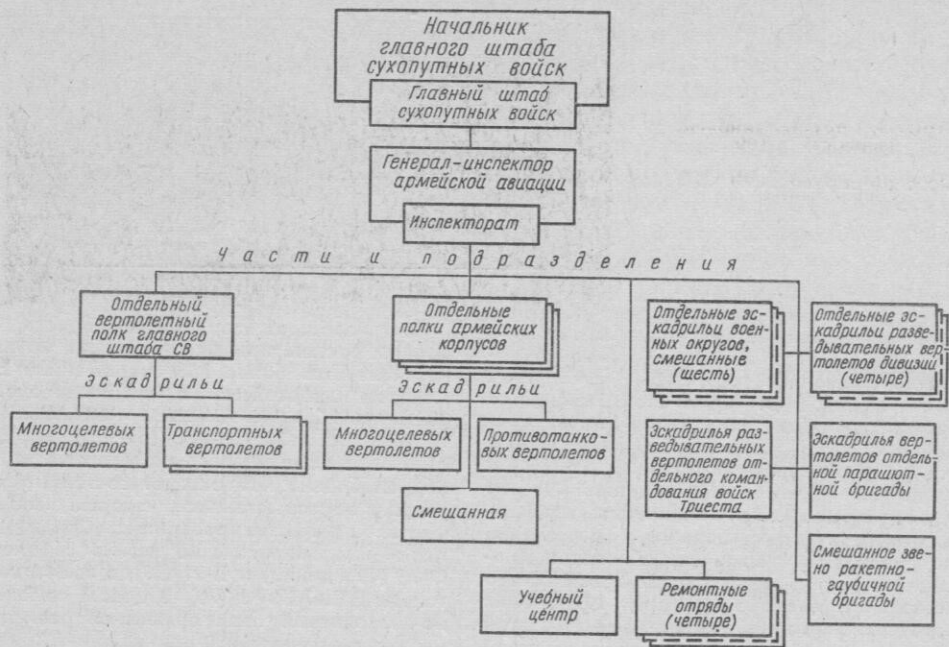 Начальник
главного штаба
сухопутных войск
Главный штаб
сухопутных войск
Генерал-инспектор
армейской авиации
Инспекторат
Части и подразделения
Отдельный
вертолетный
полк главного
штаба СВ
Эскадрильи
Многоцелевых
вертолетов
Транспортных
вертолетов
Отдельные
полки армейских
корпусов
Эскадрильи
Многоцелевых
вертолетов
Противотанко-
вых вертолетов
Смешанная
Отдельные эс-
кадрильи воен-
ных округов,
смешанные
(шесть)
Отдельные эс-
кадрильи разве-
дывательных вер-
толетов дивизий
(четыре)
Эскадрилья раз-
ведывательных
вертолетов от-
дельного коман-
дования войск
Триеста
Эскадрилья вер-
толетов отдель-
ной парашют-
ной бригады
Смешанное зве-
но ракетно-
гаубичной
бригады
Учебный
центр
Ремонтные
отряды
(четыре)